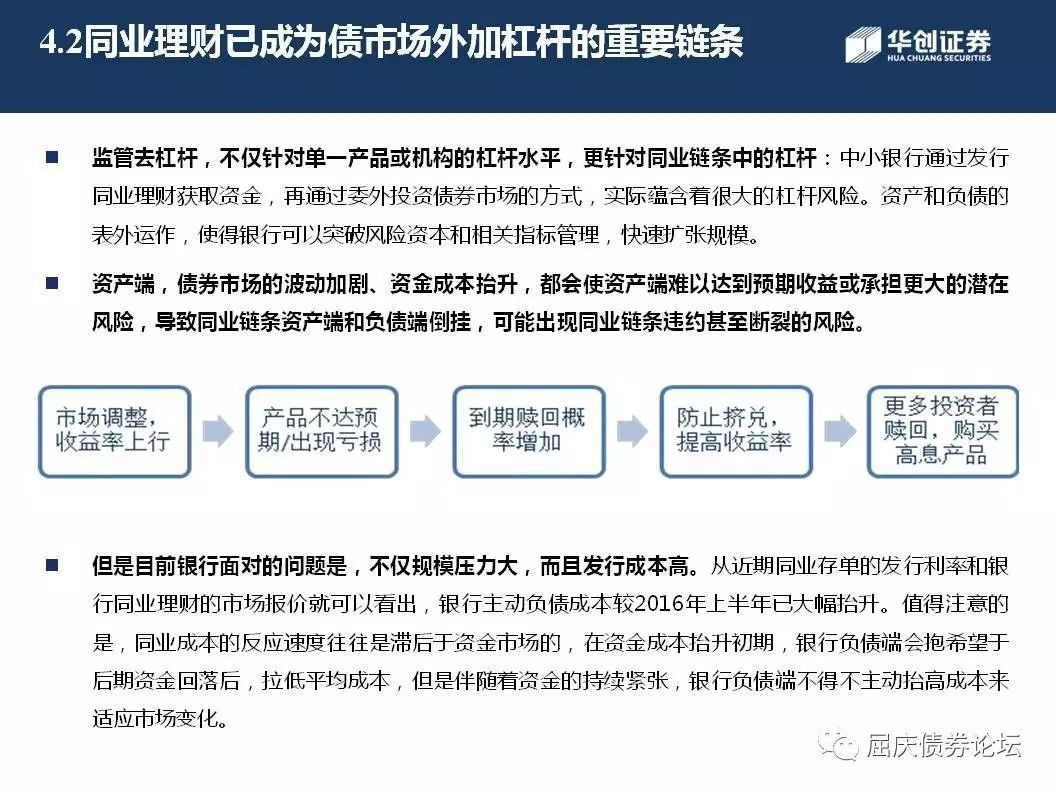 4.2同业理财已成为债市场外加杠杆的重要链条
华创证券
HUA CHUANG SECURITIES
■ 监管去杠杆，不仅针对单一产品或机构的杠杆水平，更针对同业链条中的杠杆：中小银行通过发行
同业理财获取资金，再通过委外投资债券市场的方式，实际蕴含着很大的杠杆风险。资产和负债的
表外运作，使得银行可以突破风险资本和相关指标管理，快速扩张规模。
■ 资产端，债券市场的波动加剧、资金成本抬升，都会使资产端难以达到预期收益或承担更大的潜在
风险，导致同业链条资产端和负债端倒挂，可能出现同业链条违约甚至断裂的风险。
市场调整，
收益率上行
产品不达预
期/出现亏损
到期赎回概
率增加
防止挤兑，
提高收益率
更多投资者
赎回，购买
高息产品
■ 但是目前银行面对的问题是，不仅规模压力大，而且发行成本高。从近期同业存单的发行利率和银
行同业理财的市场报价就可以看出，银行主动负债成本较2016年上半年已大幅抬升。值得注意的
是，同业成本的反应速度往往是滞后于资金市场的，在资金成本抬升初期，银行负债端会抱希望于
后期资金回落后，拉低平均成本，但是伴随着资金的持续紧张，银行负债端不得不主动抬高成本来
适应市场变化。
屈庆债券论坛